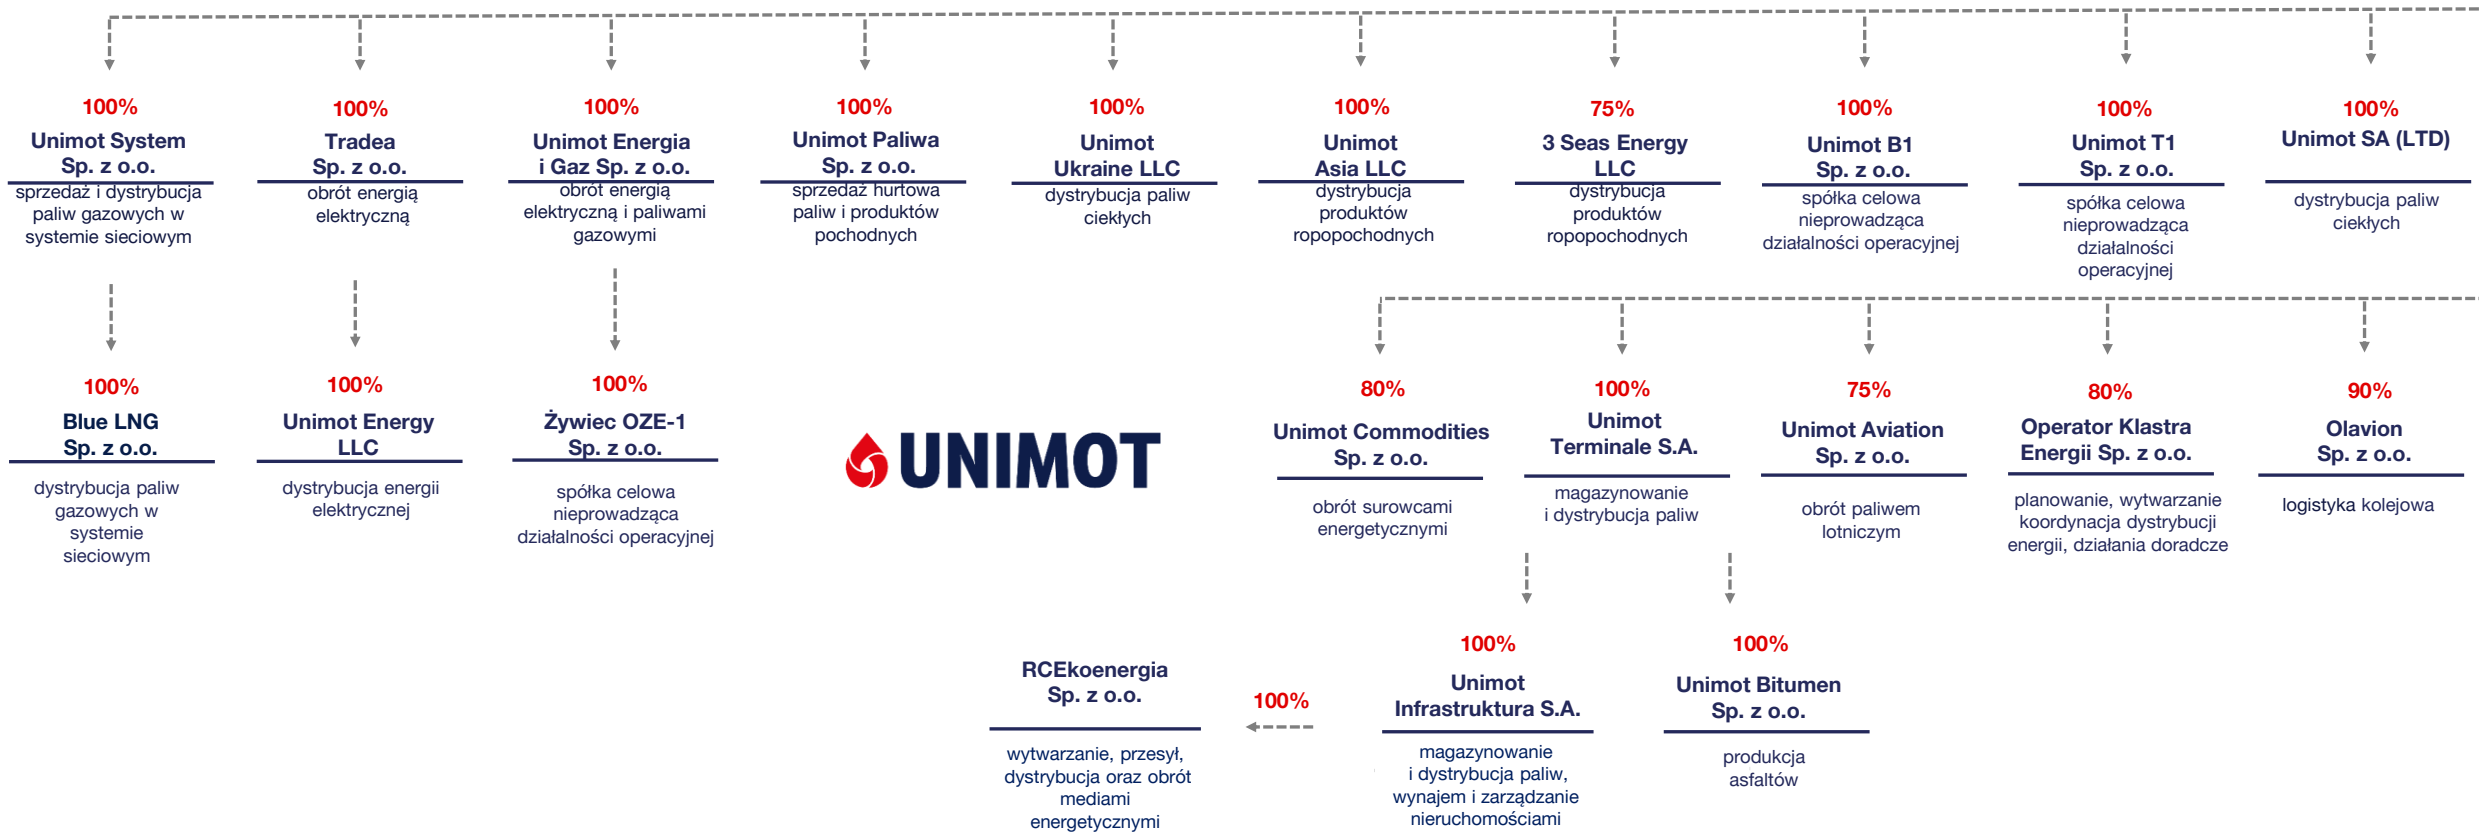 100%
Unimot System
Sp. z o.o.
sprzedaż i dystrybucja
paliw gazowych w
systemie sieciowym
100%
Tradea
Sp. z o.o.
obrót energią
elektryczną
100%
Unimot Energia
i Gaz Sp. z o.o.
obrót energią
elektryczną i paliwami
gazowymi
100%
Unimot Paliwa
Sp. z o.o.
sprzedaż hurtowa
paliw i produktów
pochodnych
100%
Unimot
Ukraine LLC
dystrybucja paliw
ciekłych
100%
Unimot
Asia LLC
dystrybucja
produktów
ropopochodnych
75%
3 Seas Energy
LLC
dystrybucja
produktów
ropopochodnych
100%
Unimot B1
Sp. z o.o.
spółka celowa
nieprowadząca
działalności operacyjnej
100%
Unimot T1
Sp. z o.o.
spółka celowa
nieprowadząca
działalności
operacyjnej
100%
Unimot SA (LTD)
dystrybucja paliw
ciekłych
100%
Blue LNG
Sp. z o.o.
dystrybucja paliw
gazowych w
systemie
sieciowym
100%
Unimot Energy
LLC
dystrybucja energii
elektrycznej
100%
Żywiec OZE-1
Sp. z o.o.
spółka celowa
nieprowadząca
działalności operacyjnej
UNIMOT
80%
Unimot Commodities
Sp. z o.o.
obrót surowcami
energetycznymi
100%
Unimot
Terminale S.A.
magazynowanie
i dystrybucja paliw
75%
Unimot Aviation
Sp. z o.o.
obrót paliwem
lotniczym
80%
Operator Klastra
Energii Sp. z o.o.
planowanie, wytwarzanie
koordynacja dystrybucji
energii, działania doradcze
90%
Olavion
Sp. z o.o.
logistyka kolejowa
RCEkoenergia
Sp. z o.o.
wytwarzanie, przesył,
dystrybucja oraz obrót
mediami
energetycznymi
100%
100%
Unimot
Infrastruktura S.A.
magazynowanie
i dystrybucja paliw,
wynajem i zarządzanie
nieruchomościami
100%
Unimot Bitumen
Sp. z o.o.
produkcja
asfaltów